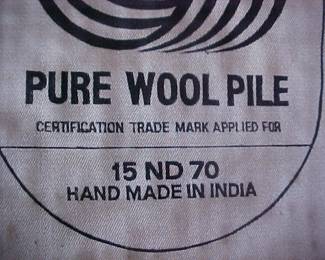 PURE WOOL PILE
CERTIFICATION TRADE MARK APPLIED FOR
15 ND 70
HAND MADE IN INDIA